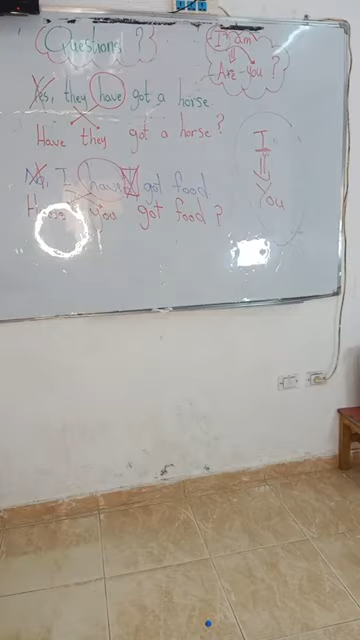 Questions ?
I am
Are you ?
Yes, they have got a horse
Have they got a horse ?
No, I have got food
Have you got food ?
I
You